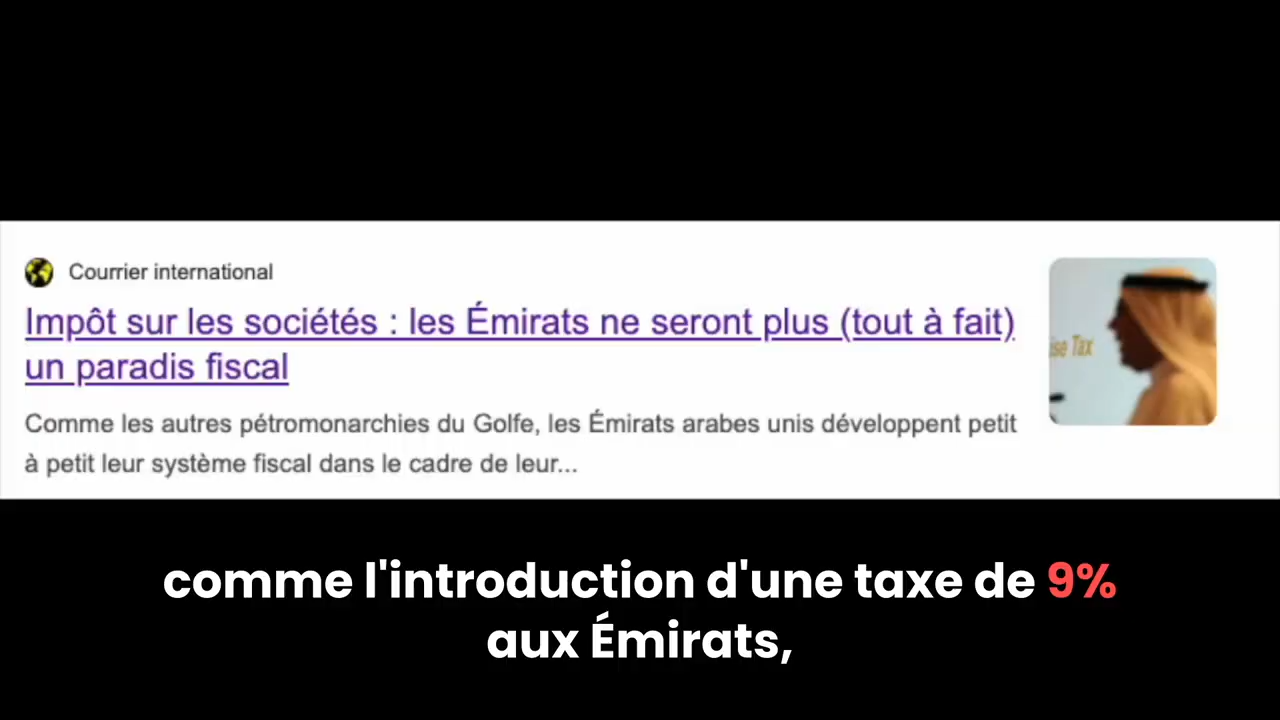 Courrier international
Impôt sur les sociétés : les Émirats ne seront plus (tout à fait)
un paradis fiscal
Comme les autres pétromonarchies du Golfe, les Émirats arabes unis développent petit
à petit leur système fiscal dans le cadre de leur...
ise Tax
comme l'introduction d'une taxe de 9%
aux Émirats,